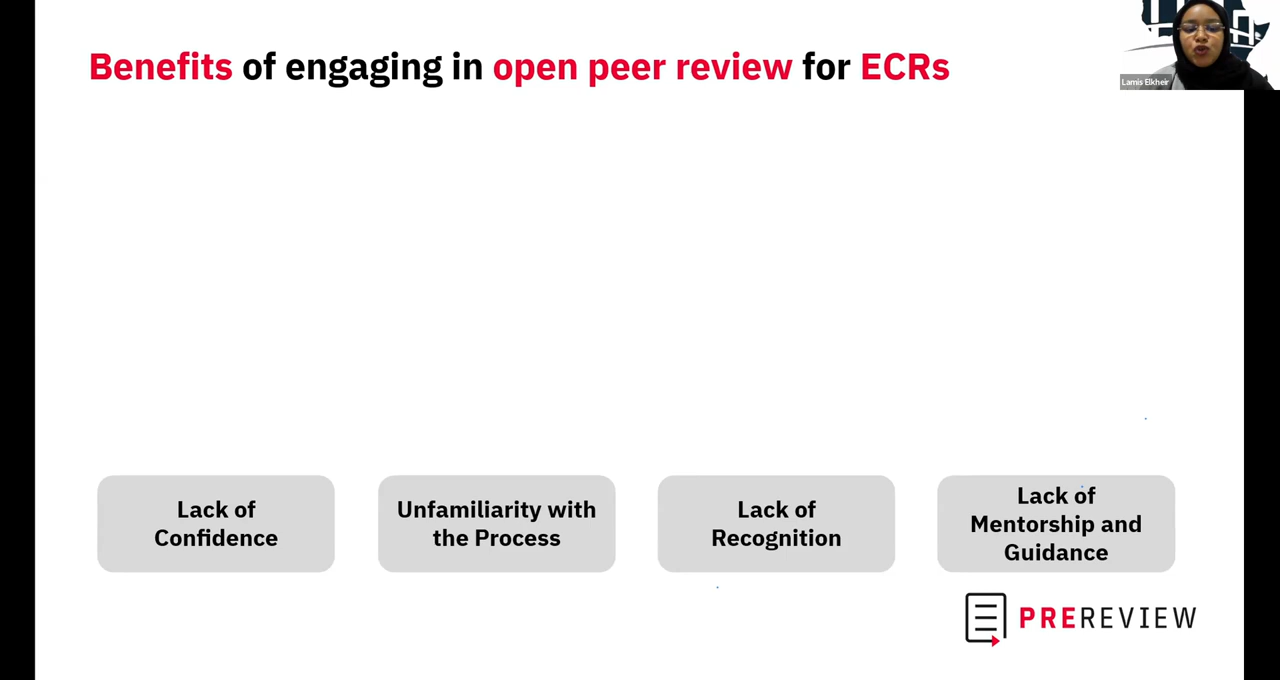 Benefits of engaging in open peer review for ECRs
Lamis Elkheir
Lack of
Confidence
Unfamiliarity with
the Process
Lack of
Recognition
Lack of
Mentorship and
Guidance
PREREVIEW